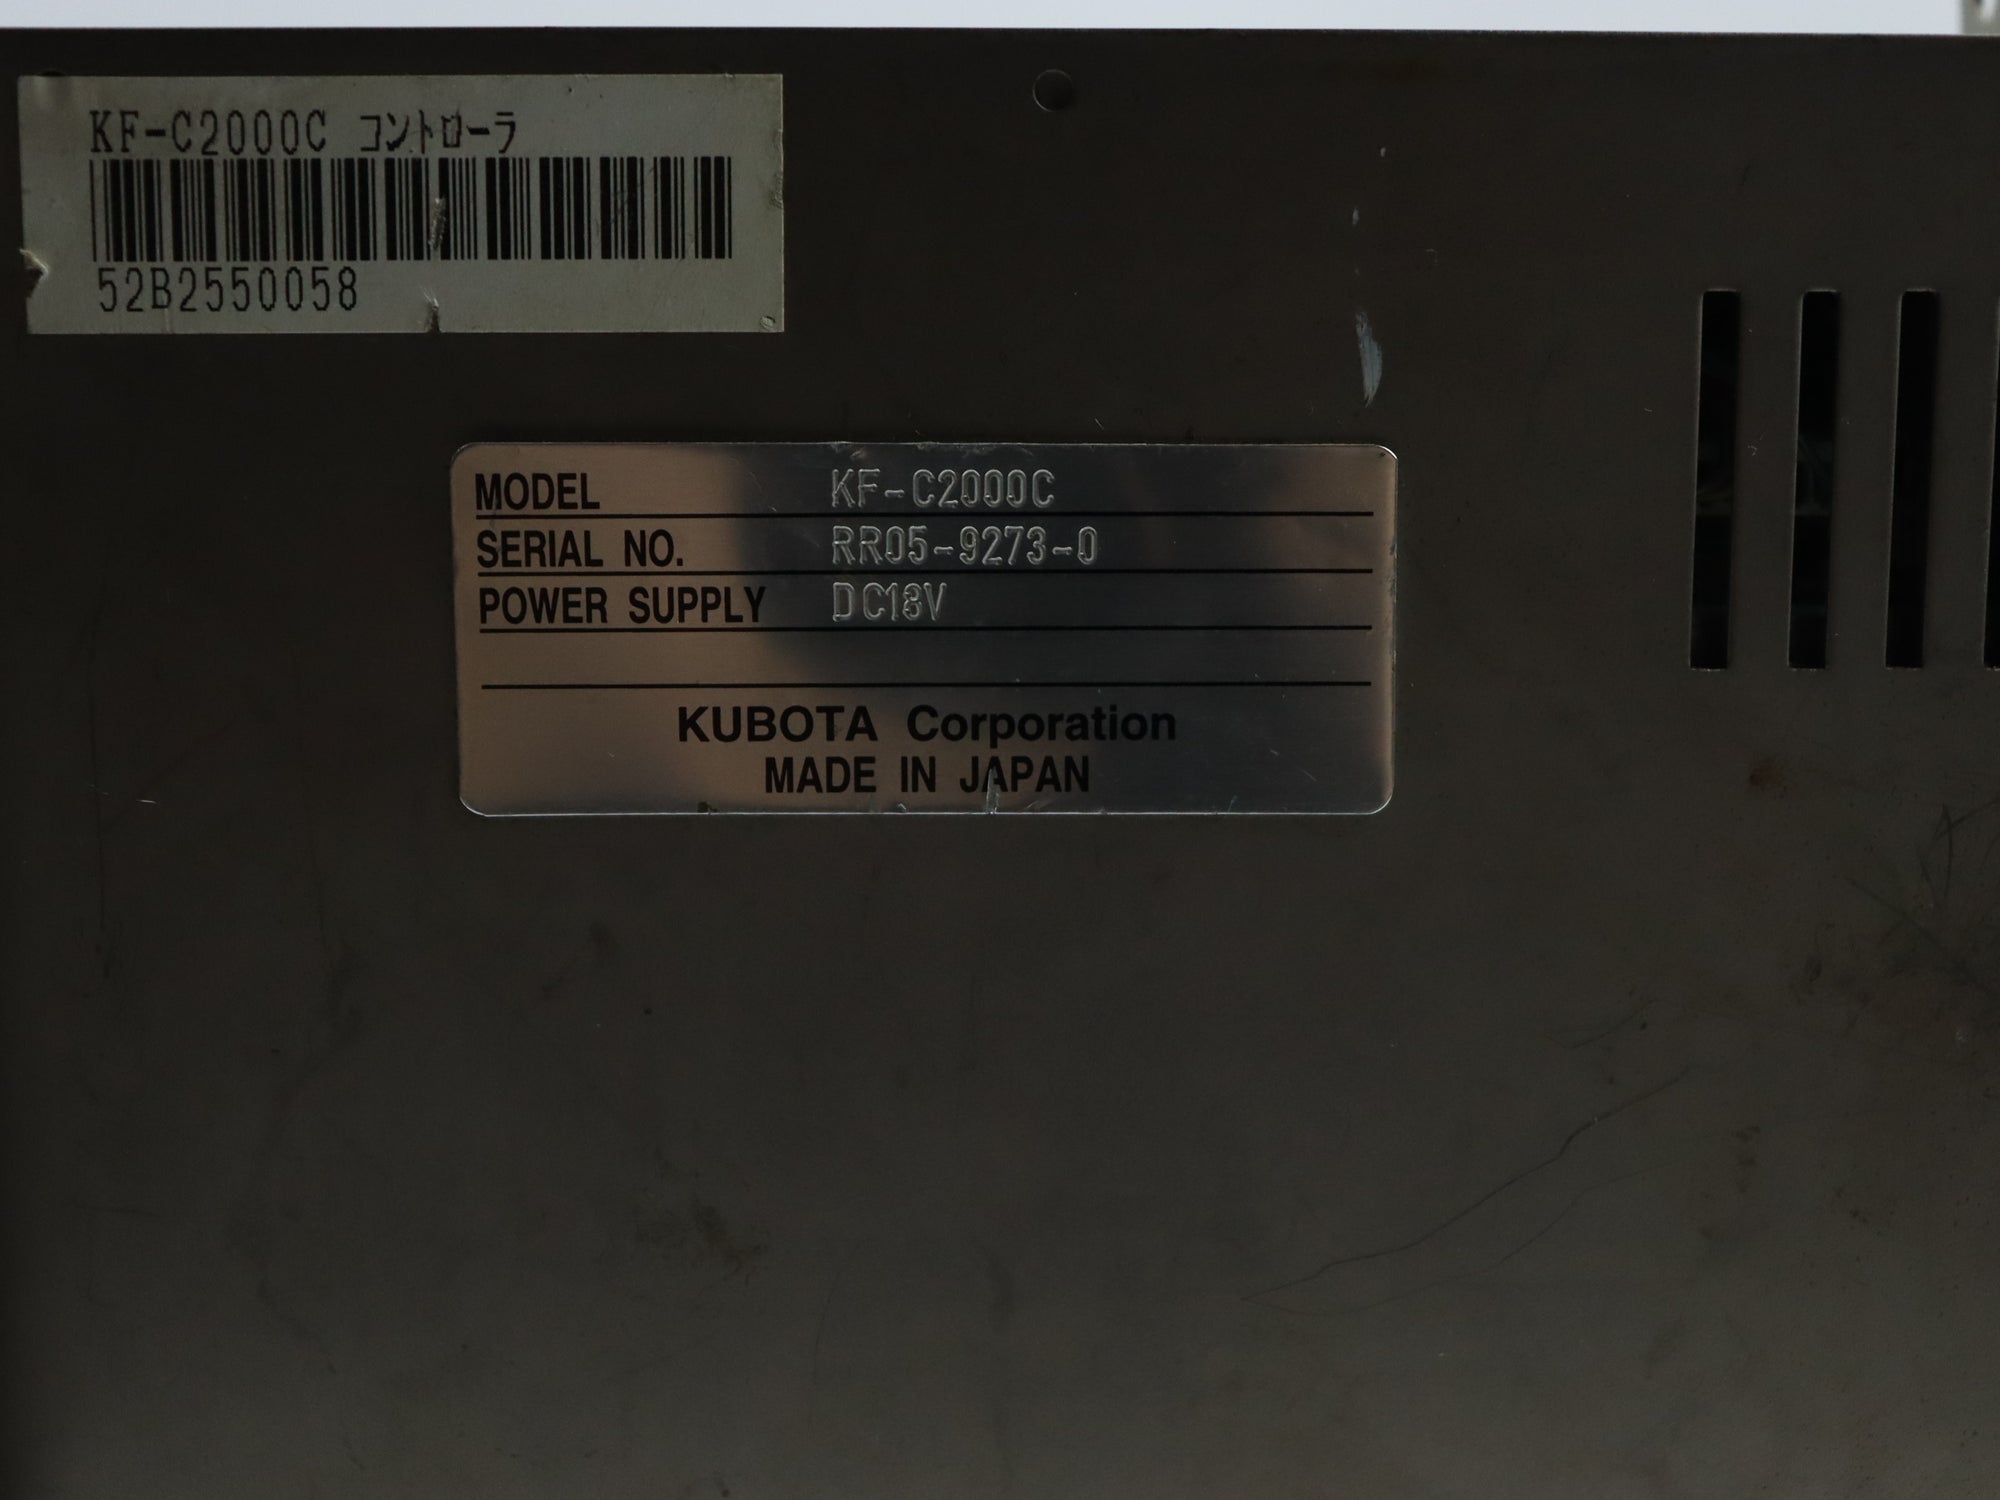 KF-C2000C コントローラ
52B2550058
MODEL KF-C2000C
SERIAL NO. RR05-9273-0
POWER SUPPLY DC18V
KUBOTA Corporation
MADE IN JAPAN